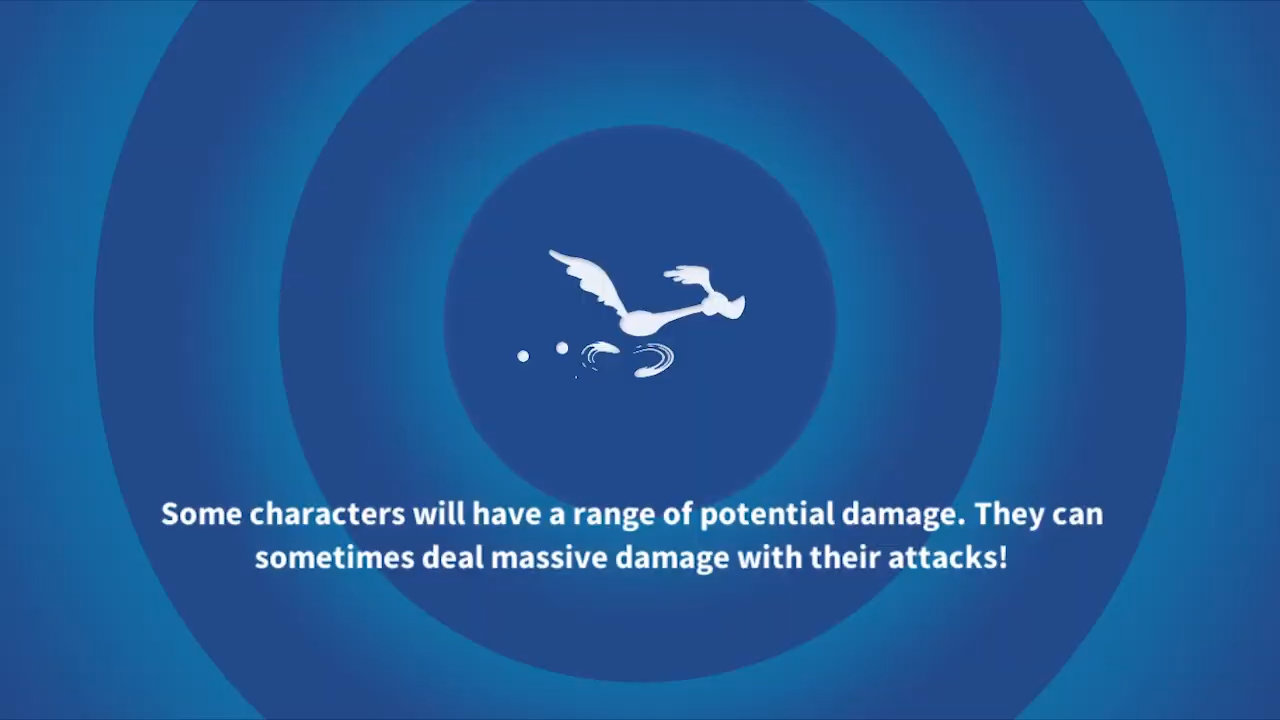 Some characters will have a range of potential damage. They can
sometimes deal massive damage with their attacks!